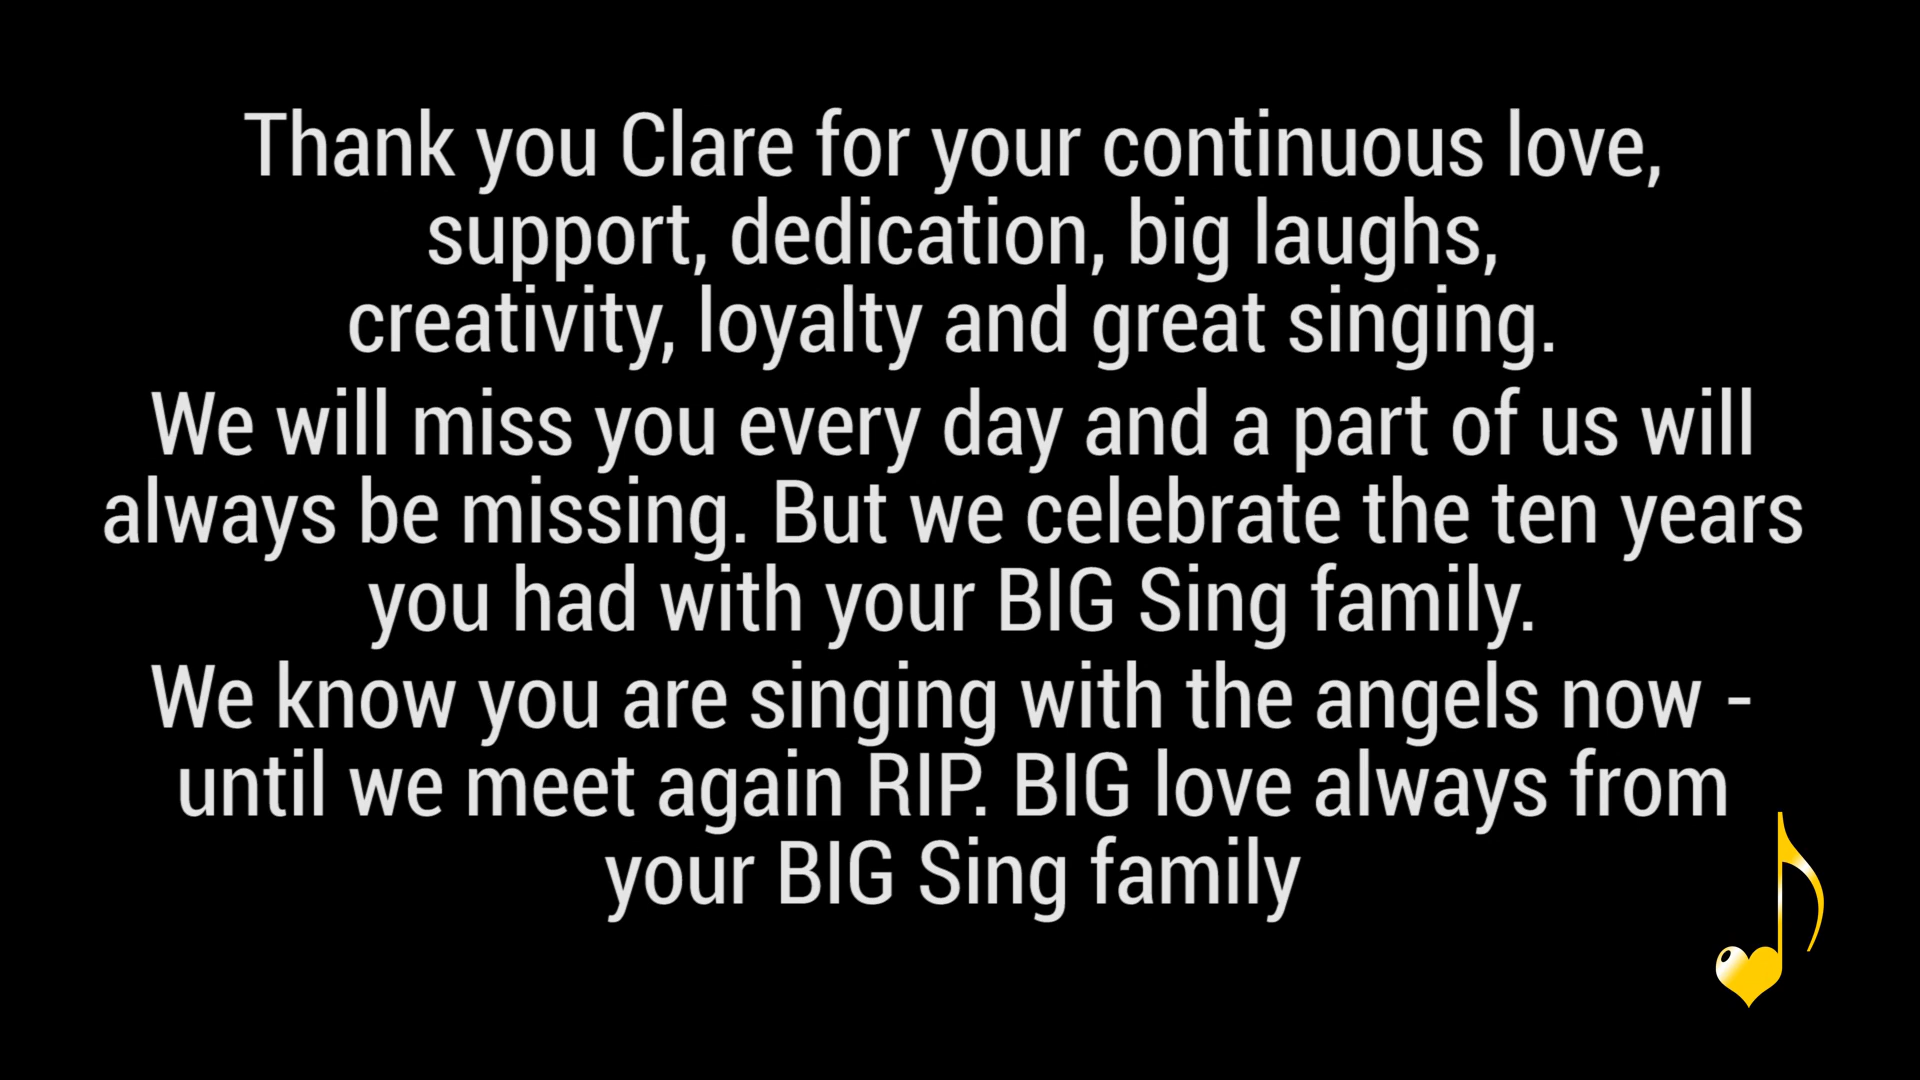 Thank you Clare for your continuous love,
support, dedication, big laughs,
creativity, loyalty and great singing.
We will miss you every day and a part of us will
always be missing. But we celebrate the ten years
you had with your BIG Sing family.
We know you are singing with the angels now -
until we meet again RIP. BIG love always from
your BIG Sing family